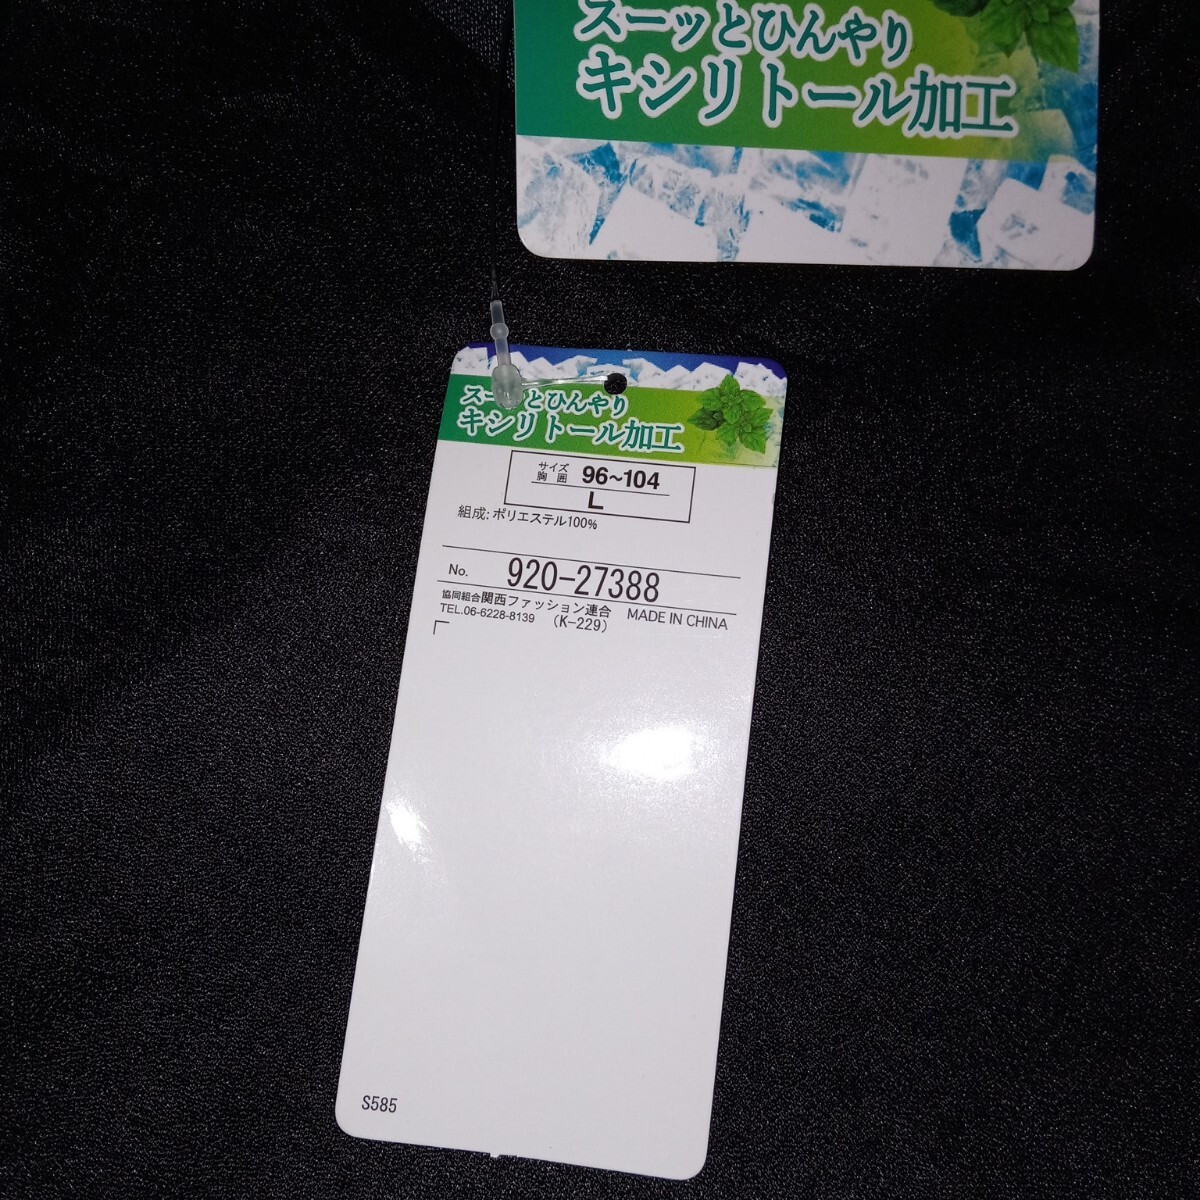 スーッとひんやり
キシリトール加工
スーッとひんやり
キシリトール加工
サイズ
胸囲 96~104
L
組成:ポリエステル100%
No. 920-27388
協同組合関西ファッション連合 MADE IN CHINA
TEL.06-6228-8139 (K-229)
S585